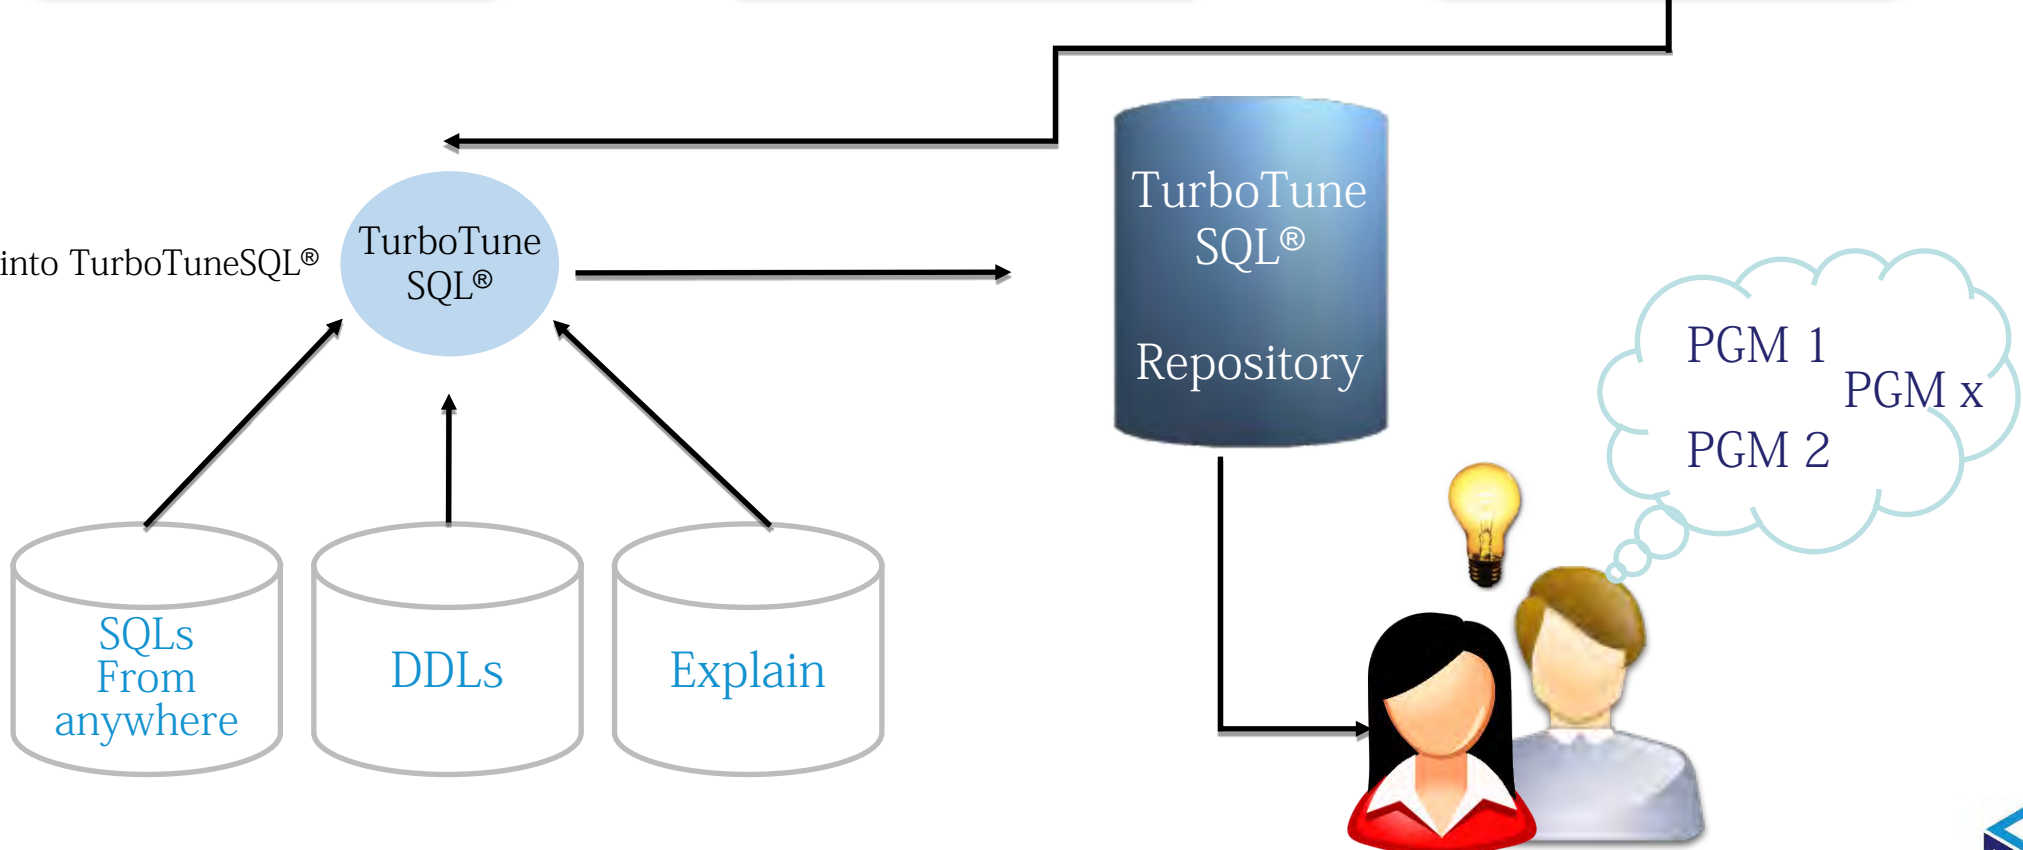 into TurboTuneSQL®
TurboTune
SQL®
TurboTune
SQL®
Repository
PGM 1
PGM x
PGM 2
SQLs
From
anywhere
DDLs
Explain